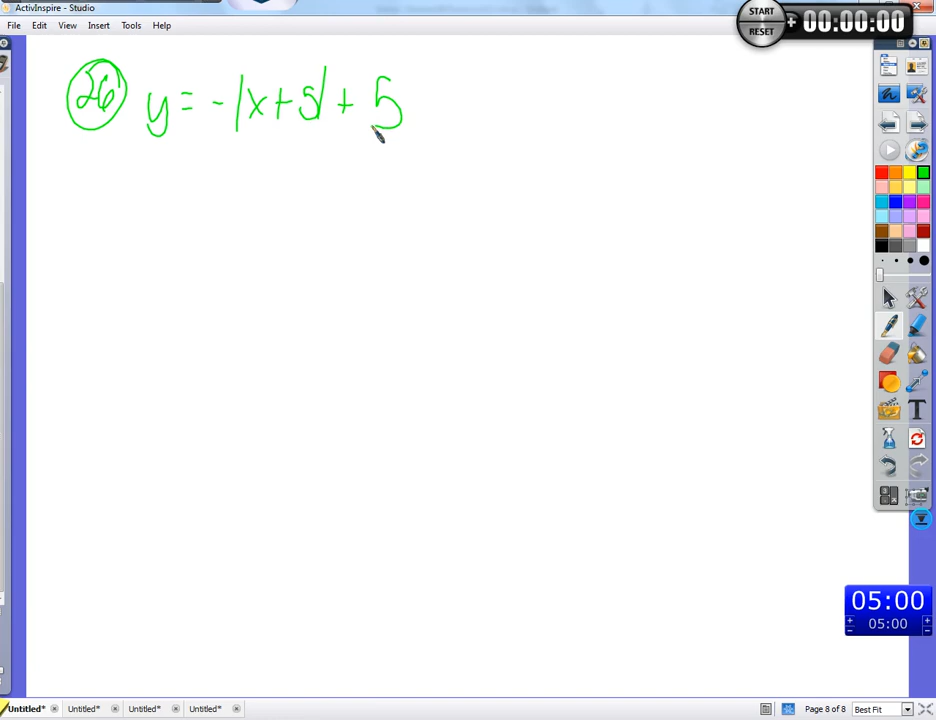 ActivInspire - Studio
START
RESET
+ 00:00:00
File Edit View Insert Tools Help
26 y = - |x + 5| + 5
T
05:00
+ 05:00 +
Untitled* Untitled* Untitled* Untitled* Page 8 of 8 Best Fit